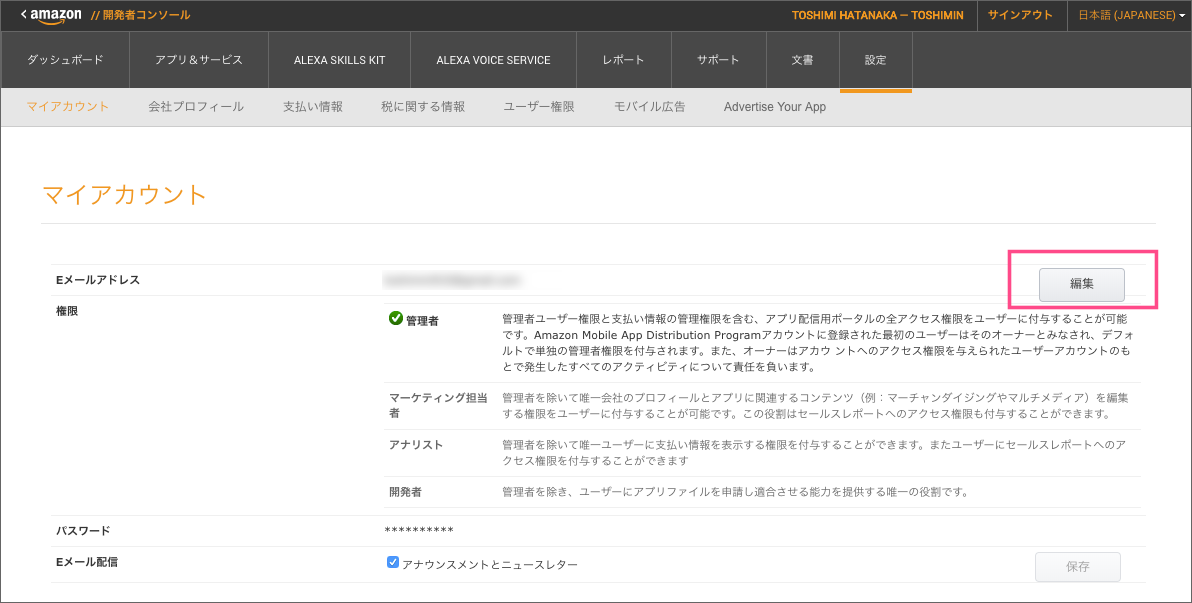 amazon // 開発者コンソール
TOSHIMI HATANAKA — TOSHIMIN サインアウト 日本語 (JAPANESE)
ダッシュボード アプリ＆サービス ALEXA SKILLS KIT ALEXA VOICE SERVICE レポート サポート 文書 設定
マイアカウント 会社プロフィール 支払い情報 税に関する情報 ユーザー権限 モバイル広告 Advertise Your App
マイアカウント
Eメールアドレス
編集
権限
管理者
管理者ユーザー権限と支払い情報の管理権限を含む、アプリ配信用ポータルの全アクセス権限をユーザーに付与することが可能
です。Amazon Mobile App Distribution Programアカウントに登録された最初のユーザーはそのオーナーとみなされ、デフォ
ルトで単独の管理者権限を付与されます。また、オーナーはアカウ ントへのアクセス権限を与えられたユーザーアカウントのも
とで発生したすべてのアクティビティについて責任を負います。
マーケティング担当
者
管理者を除いて唯一会社のプロフィールとアプリに関連するコンテンツ（例：マーチャンダイジングやマルチメディア）を編集
する権限をユーザーに付与することが可能です。この役割はセールスレポートへのアクセス権限も付与することができます。
アナリスト
管理者を除いて唯一ユーザーに支払い情報を表示する権限を付与することができます。またユーザーにセールスレポートへのア
クセス権限を付与することができます
開発者
管理者を除き、ユーザーにアプリファイルを申請し適合させる能力を提供する唯一の役割です。
パスワード
**********
Eメール配信
アナウンスメントとニュースレター
保存